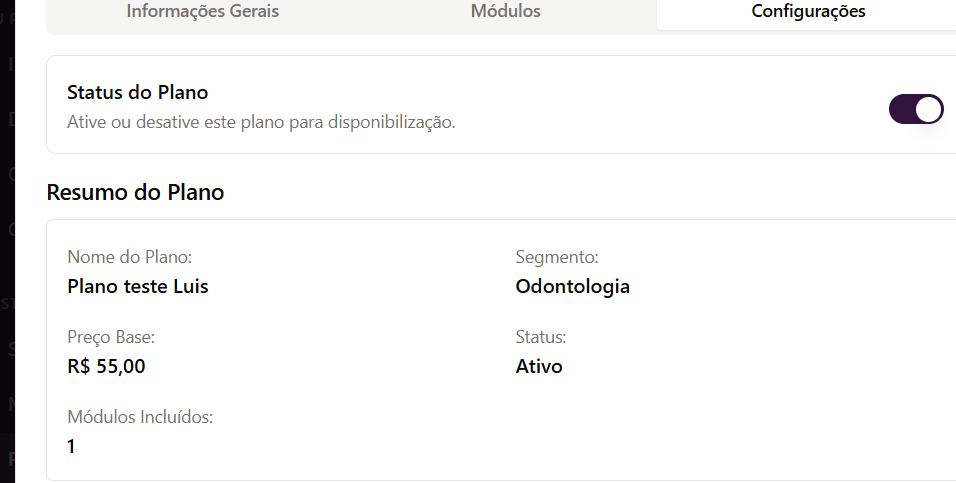 Informações Gerais
Módulos
Configurações
Status do Plano
Ative ou desative este plano para disponibilização.
Resumo do Plano
Nome do Plano:
Plano teste Luis
Segmento:
Odontologia
Preço Base:
R$ 55,00
Status:
Ativo
Módulos Incluídos:
1